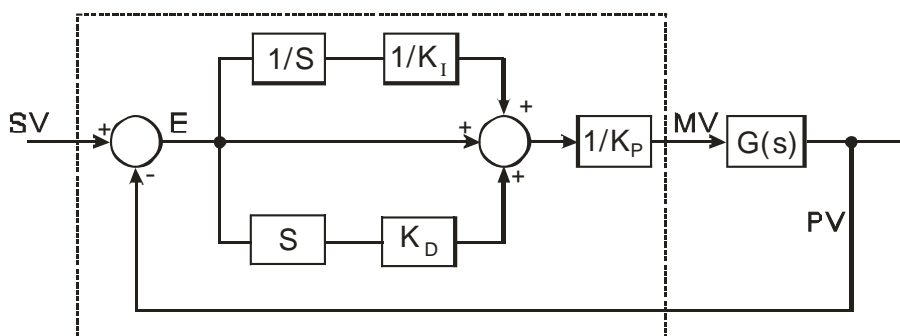 1/S
1/K_I
+
SV
+
E
+
+
1/K_P
MV
G(s)
-
+
PV
S
K_D